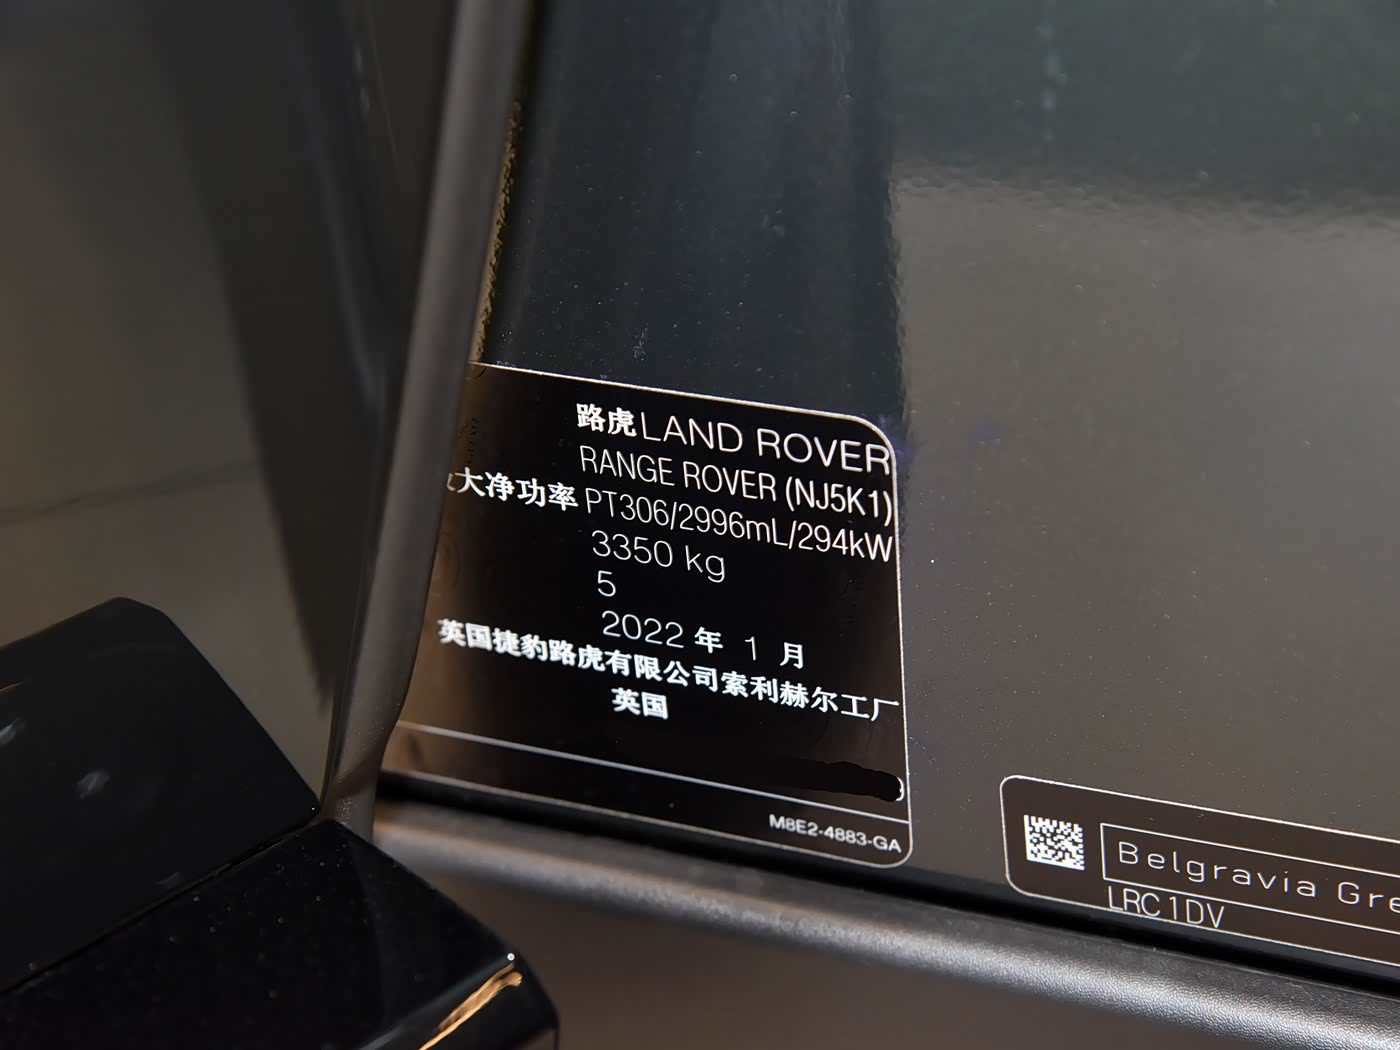 路虎LAND ROVER
RANGE ROVER (NJ5K1)
大净功率 PT306/2996mL/294kW
3350 kg
5
2022 年 1 月
英国捷豹路虎有限公司索利赫尔工厂
英国
M8E2-4883-GA
Belgravia Gre
LRC 1DV